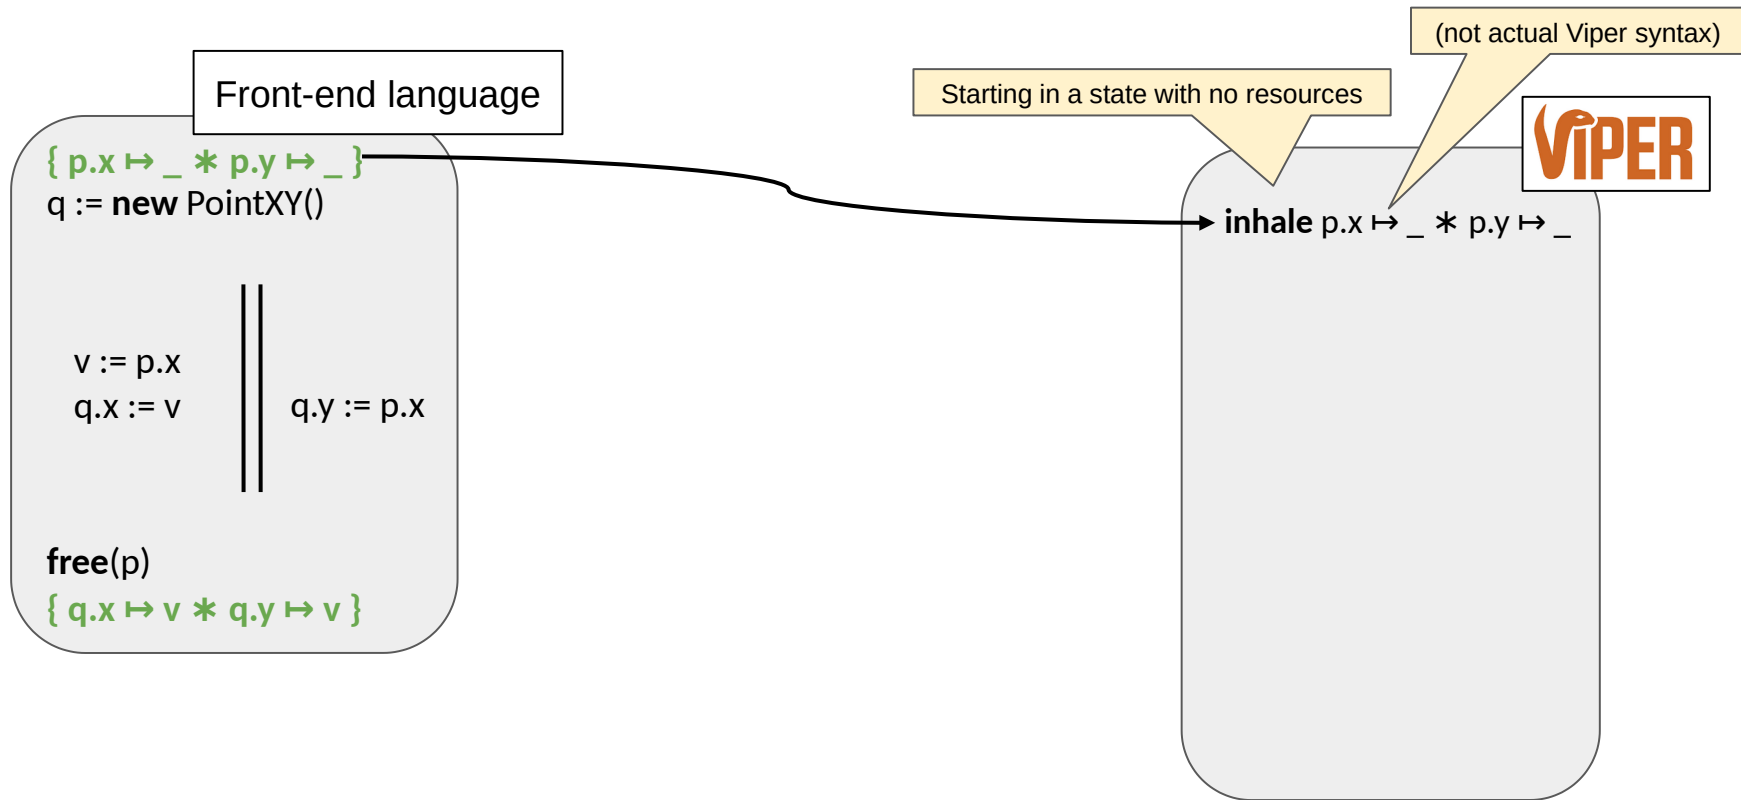 Front-end language
{ p.x ↦ _ ∗ p.y ↦ _ }
q := new PointXY()
v := p.x
q.x := v
q.y := p.x
free(p)
{ q.x ↦ v ∗ q.y ↦ v }
(not actual Viper syntax)
Starting in a state with no resources
VIPER
inhale p.x ↦ _ ∗ p.y ↦ _